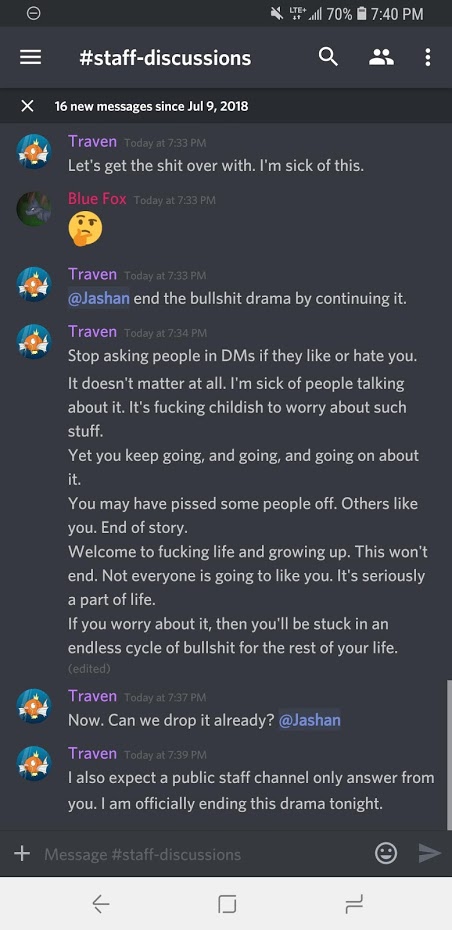 LTE+ 70% 7:40 PM
#staff-discussions
16 new messages since Jul 9, 2018
Traven Today at 7:33 PM
Let's get the shit over with. I'm sick of this.
Blue Fox Today at 7:33 PM
Traven Today at 7:33 PM
@Jashan end the bullshit drama by continuing it.
Traven Today at 7:34 PM
Stop asking people in DMs if they like or hate you.
It doesn't matter at all. I'm sick of people talking
about it. It's fucking childish to worry about such
stuff.
Yet you keep going, and going, and going on about
it.
You may have pissed some people off. Others like
you. End of story.
Welcome to fucking life and growing up. This won't
end. Not everyone is going to like you. It's seriously
a part of life.
If you worry about it, then you'll be stuck in an
endless cycle of bullshit for the rest of your life.
(edited)
Traven Today at 7:37 PM
Now. Can we drop it already? @Jashan
Traven Today at 7:39 PM
I also expect a public staff channel only answer from
you. I am officially ending this drama tonight.
Message #staff-discussions